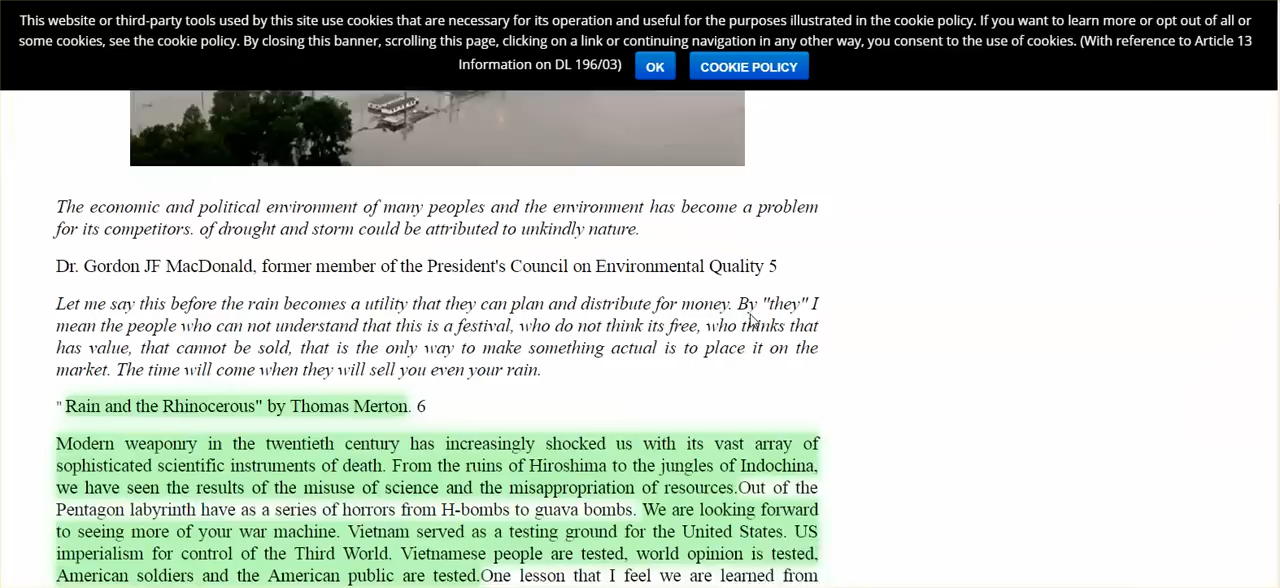 This website or third-party tools used by this site use cookies that are necessary for its operation and useful for the purposes illustrated in the cookie policy. If you want to learn more or opt out of all or
some cookies, see the cookie policy. By closing this banner, scrolling this page, clicking on a link or continuing navigation in any other way, you consent to the use of cookies. (With reference to Article 13
Information on DL 196/03) OK COOKIE POLICY
The economic and political environment of many peoples and the environment has become a problem
for its competitors. of drought and storm could be attributed to unkindly nature.
Dr. Gordon JF MacDonald, former member of the President's Council on Environmental Quality 5
Let me say this before the rain becomes a utility that they can plan and distribute for money. By "they" I
mean the people who can not understand that this is a festival, who do not think its free, who thinks that
has value, that cannot be sold, that is the only way to make something actual is to place it on the
market. The time will come when they will sell you even your rain.
" Rain and the Rhinocerous" by Thomas Merton. 6
Modern weaponry in the twentieth century has increasingly shocked us with its vast array of
sophisticated scientific instruments of death. From the ruins of Hiroshima to the jungles of Indochina,
we have seen the results of the misuse of science and the misappropriation of resources.Out of the
Pentagon labyrinth have as a series of horrors from H-bombs to guava bombs. We are looking forward
to seeing more of your war machine. Vietnam served as a testing ground for the United States. US
imperialism for control of the Third World. Vietnamese people are tested, world opinion is tested,
American soldiers and the American public are tested.One lesson that I feel we are learned from